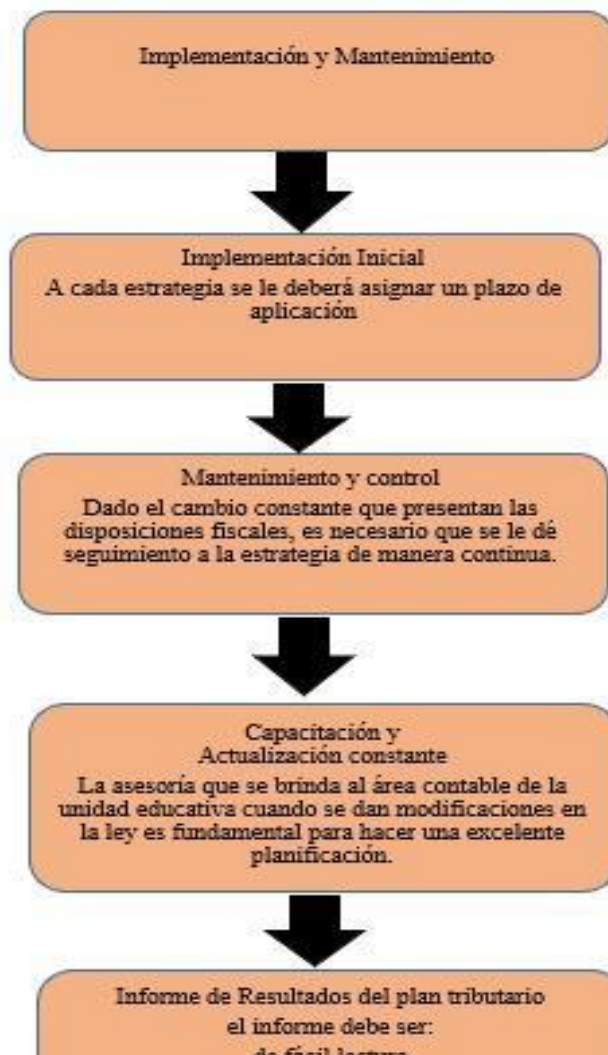 Implementación y Mantenimiento
Implementación Inicial
A cada estrategia se le deberá asignar un plazo de
aplicación
Mantenimiento y control
Dado el cambio constante que presentan las
disposiciones fiscales, es necesario que se le dé
seguimiento a la estrategia de manera continua.
Capacitación y
Actualización constante
La asesoría que se brinda al área contable de la
unidad educativa cuando se dan modificaciones en
la ley es fundamental para hacer una excelente
planificación.
Informe de Resultados del plan tributario
el informe debe ser:
de fácil lectura